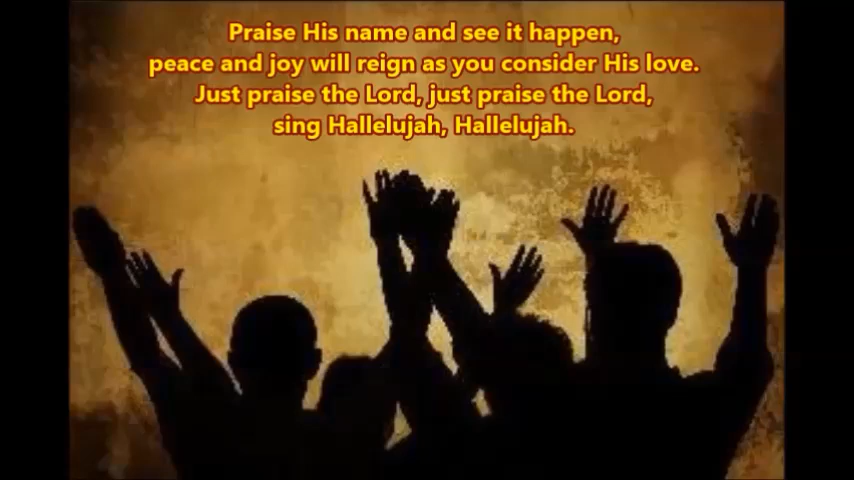 Praise His name and see it happen,
peace and joy will reign as you consider His love.
Just praise the Lord, just praise the Lord,
sing Hallelujah, Hallelujah.